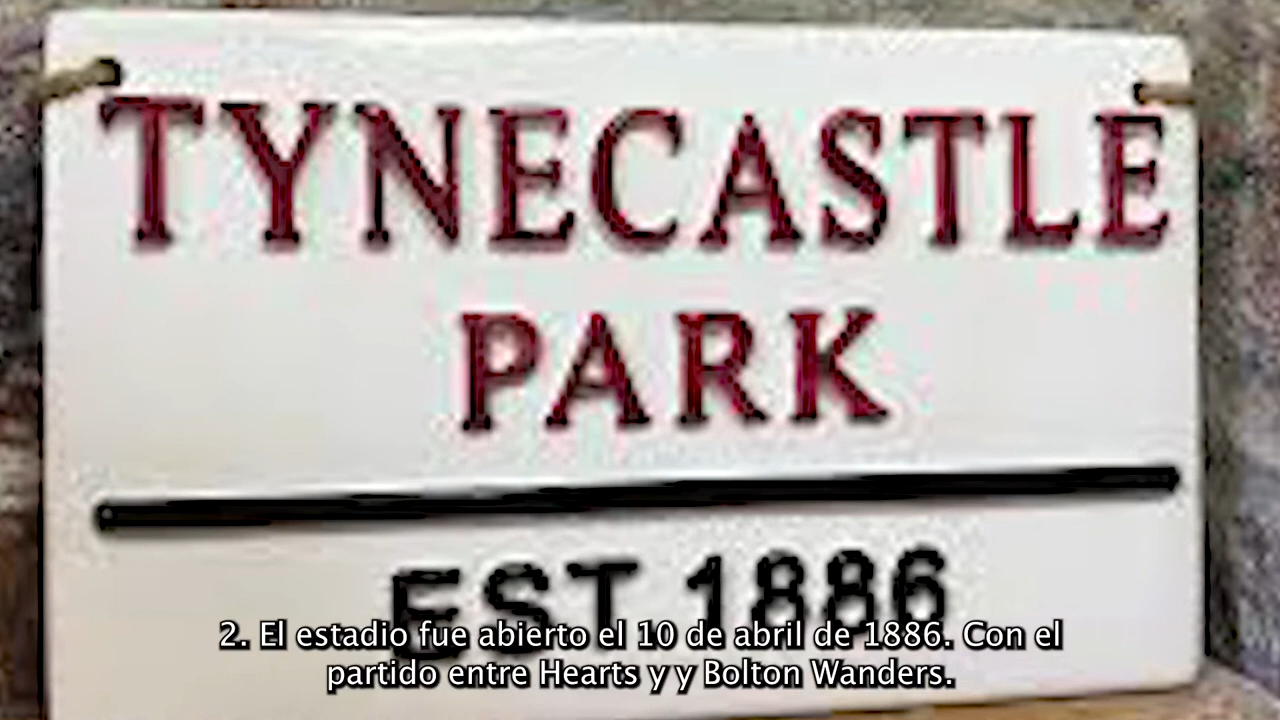 TYNECASTLE
PARK
EST 1886
2. El estadio fue abierto el 10 de abril de 1886. Con el
partido entre Hearts y y Bolton Wanders.